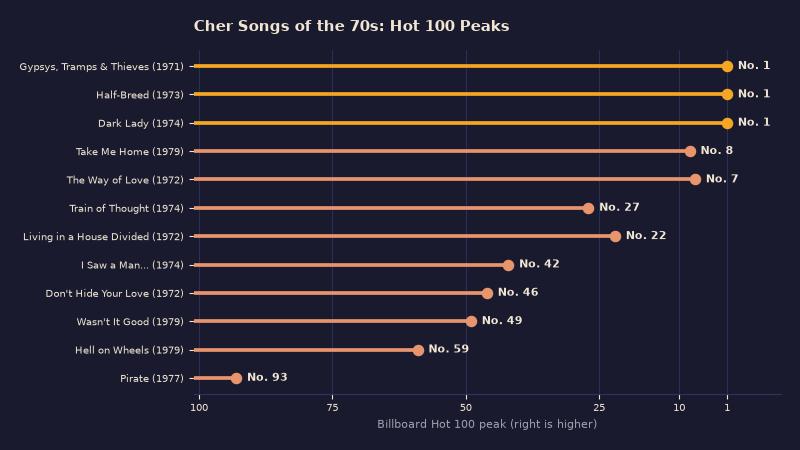 Cher Songs of the 70s: Hot 100 Peaks
Gypsys, Tramps & Thieves (1971) No. 1
Half-Breed (1973) No. 1
Dark Lady (1974) No. 1
Take Me Home (1979) No. 8
The Way of Love (1972) No. 7
Train of Thought (1974) No. 27
Living in a House Divided (1972) No. 22
I Saw a Man... (1974) No. 42
Don't Hide Your Love (1972) No. 46
Wasn't It Good (1979) No. 49
Hell on Wheels (1979) No. 59
Pirate (1977) No. 93
100 75 50 25 10 1
Billboard Hot 100 peak (right is higher)